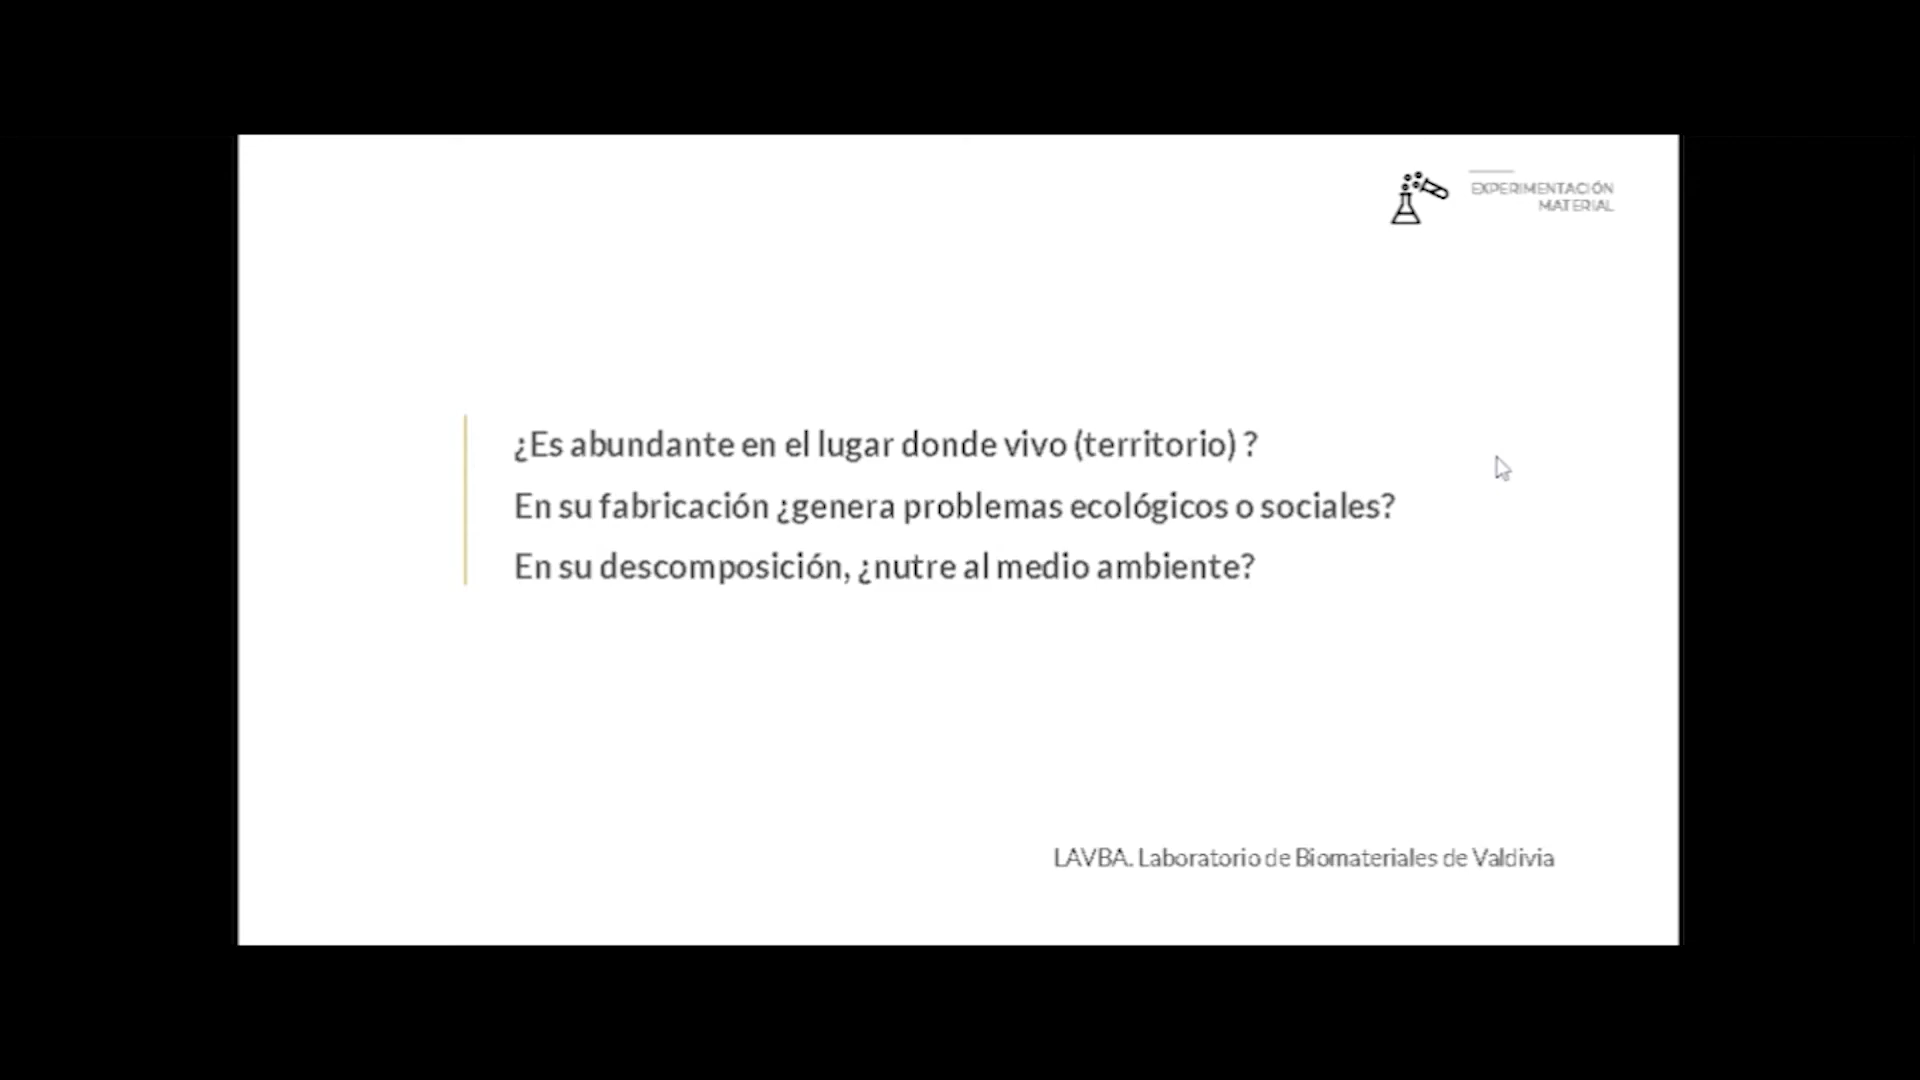 EXPERIMENTACIÓN
MATERIAL
¿Es abundante en el lugar donde vivo (territorio) ?
En su fabricación ¿genera problemas ecológicos o sociales?
En su descomposición, ¿nutre al medio ambiente?
LAVBA. Laboratorio de Biomateriales de Valdivia